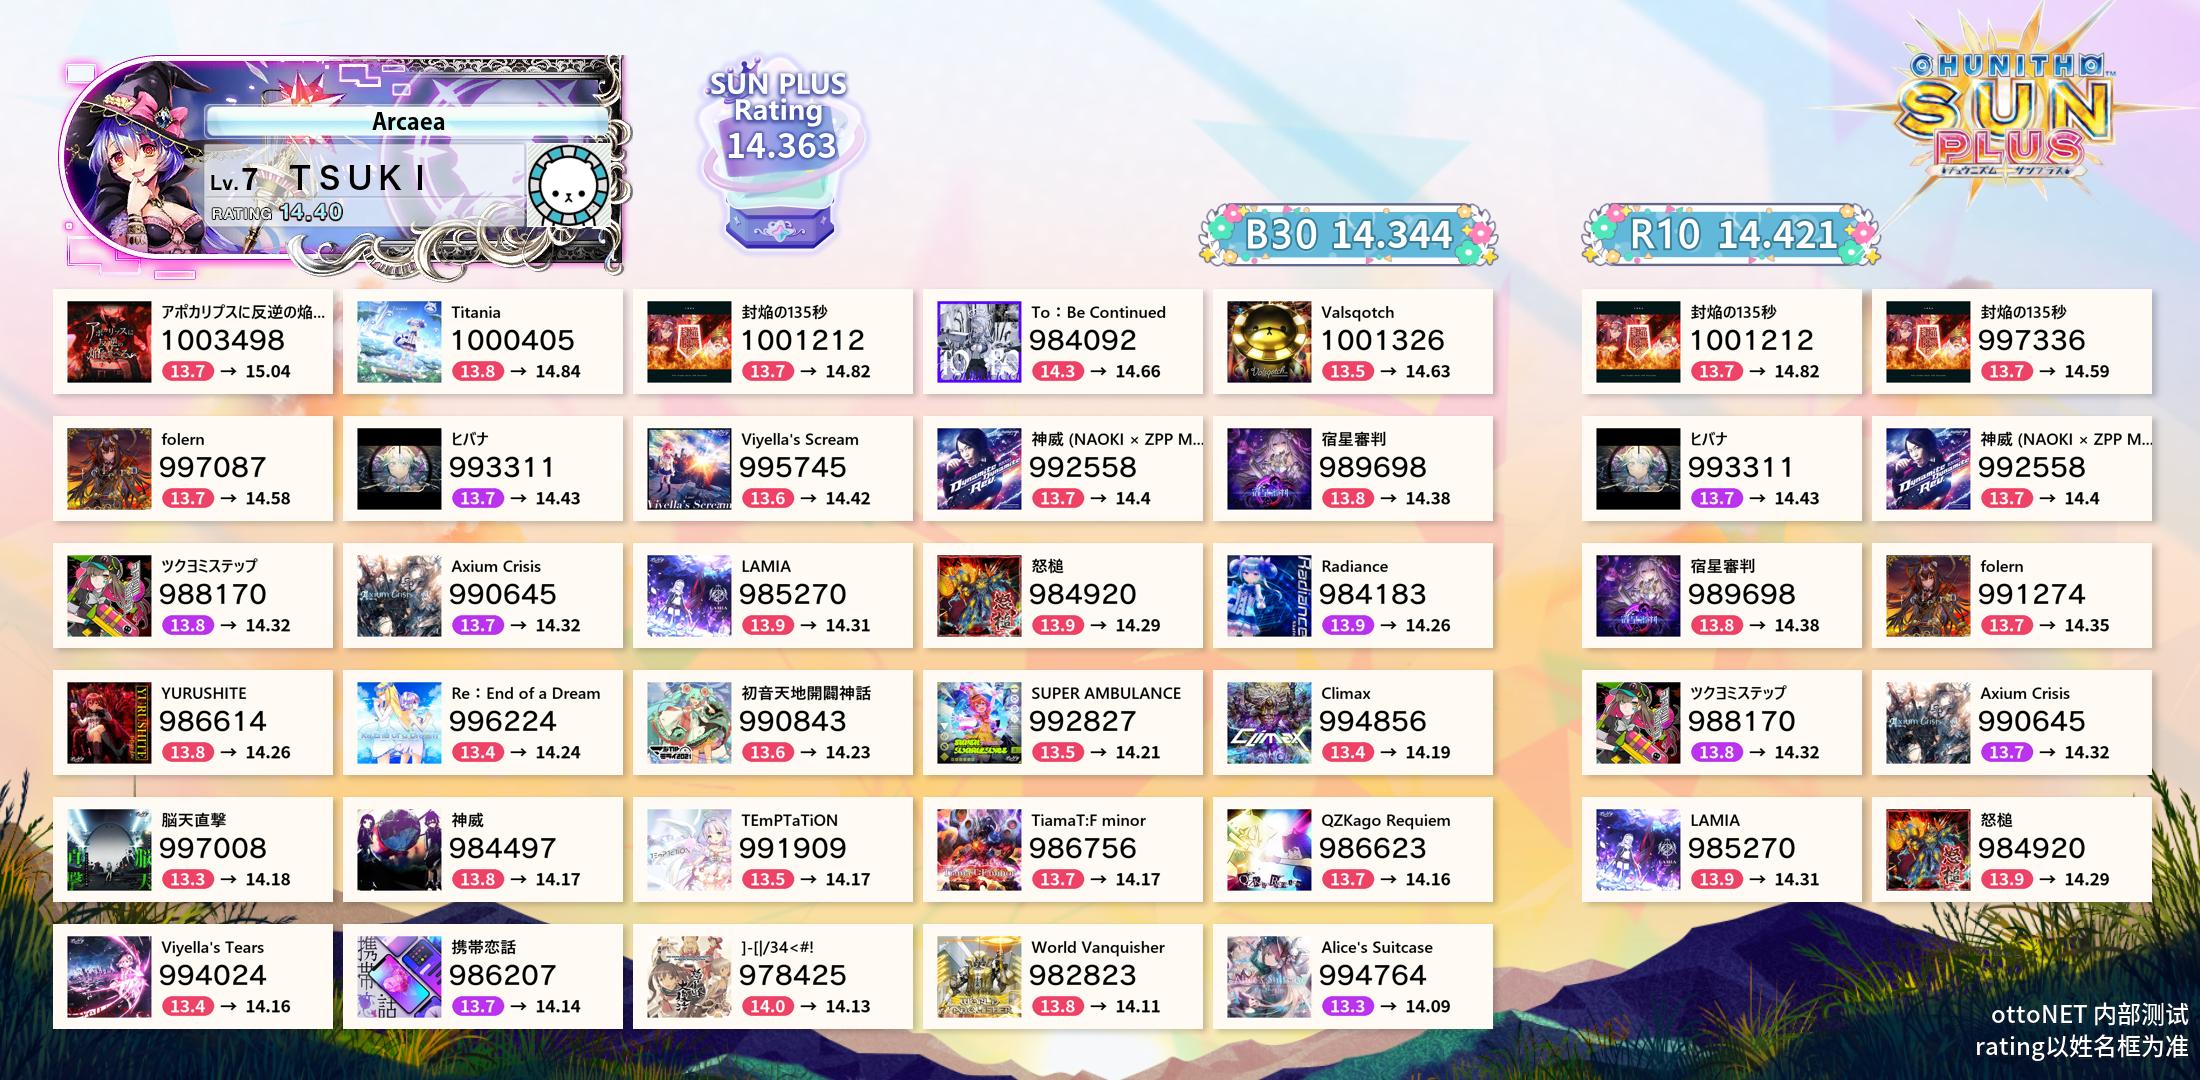 CHUNITHM
SUN
PLUS
チュウニズム サンプラス
Arcaea
Lv.7 TSUKI
RATING 14.40
SUN PLUS
Rating
14.363
B30 14.344
R10 14.421
アポカリプスに反逆の焔...
1003498
13.7 → 15.04
Titania
1000405
13.8 → 14.84
封焔の135秒
1001212
13.7 → 14.82
To：Be Continued
984092
14.3 → 14.66
Valsqotch
1001326
13.5 → 14.63
folern
997087
13.7 → 14.58
ヒバナ
993311
13.7 → 14.43
Viyella's Scream
995745
13.6 → 14.42
神威 (NAOKI × ZPP M...
992558
13.7 → 14.4
宿星審判
989698
13.8 → 14.38
ツクヨミステップ
988170
13.8 → 14.32
Axium Crisis
990645
13.7 → 14.32
LAMIA
985270
13.9 → 14.31
怒槌
984920
13.9 → 14.29
Radiance
984183
13.9 → 14.26
YURUSHITE
986614
13.8 → 14.26
Re：End of a Dream
996224
13.4 → 14.24
初音天地開闢神話
990843
13.6 → 14.23
SUPER AMBULANCE
992827
13.5 → 14.21
Climax
994856
13.4 → 14.19
脳天直撃
997008
13.3 → 14.18
神威
984497
13.8 → 14.17
TEmPTaTiON
991909
13.5 → 14.17
TiamaT:F minor
986756
13.7 → 14.17
QZKago Requiem
986623
13.7 → 14.16
Viyella's Tears
994024
13.4 → 14.16
携帯恋話
986207
13.7 → 14.14
]-[|/34<#!
978425
14.0 → 14.13
World Vanquisher
982823
13.8 → 14.11
Alice's Suitcase
994764
13.3 → 14.09
封焔の135秒
1001212
13.7 → 14.82
封焔の135秒
997336
13.7 → 14.59
ヒバナ
993311
13.7 → 14.43
神威 (NAOKI × ZPP M...
992558
13.7 → 14.4
宿星審判
989698
13.8 → 14.38
folern
991274
13.7 → 14.35
ツクヨミステップ
988170
13.8 → 14.32
Axium Crisis
990645
13.7 → 14.32
LAMIA
985270
13.9 → 14.31
怒槌
984920
13.9 → 14.29
ottoNET 内部测试
rating以姓名框为准